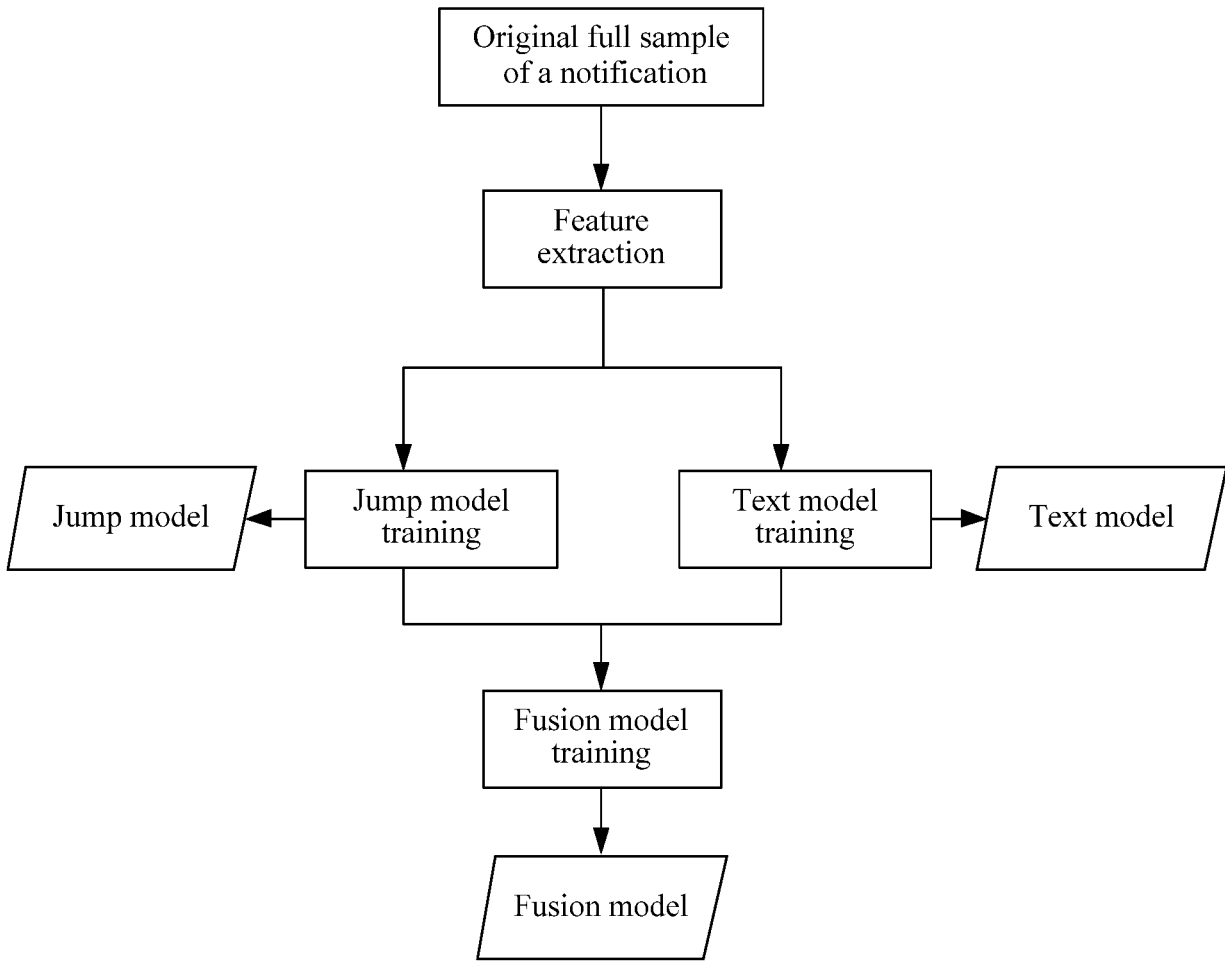 Original full sample
of a notification
Feature
extraction
Jump model
Jump model
training
Text model
training
Text model
Fusion model
training
Fusion model